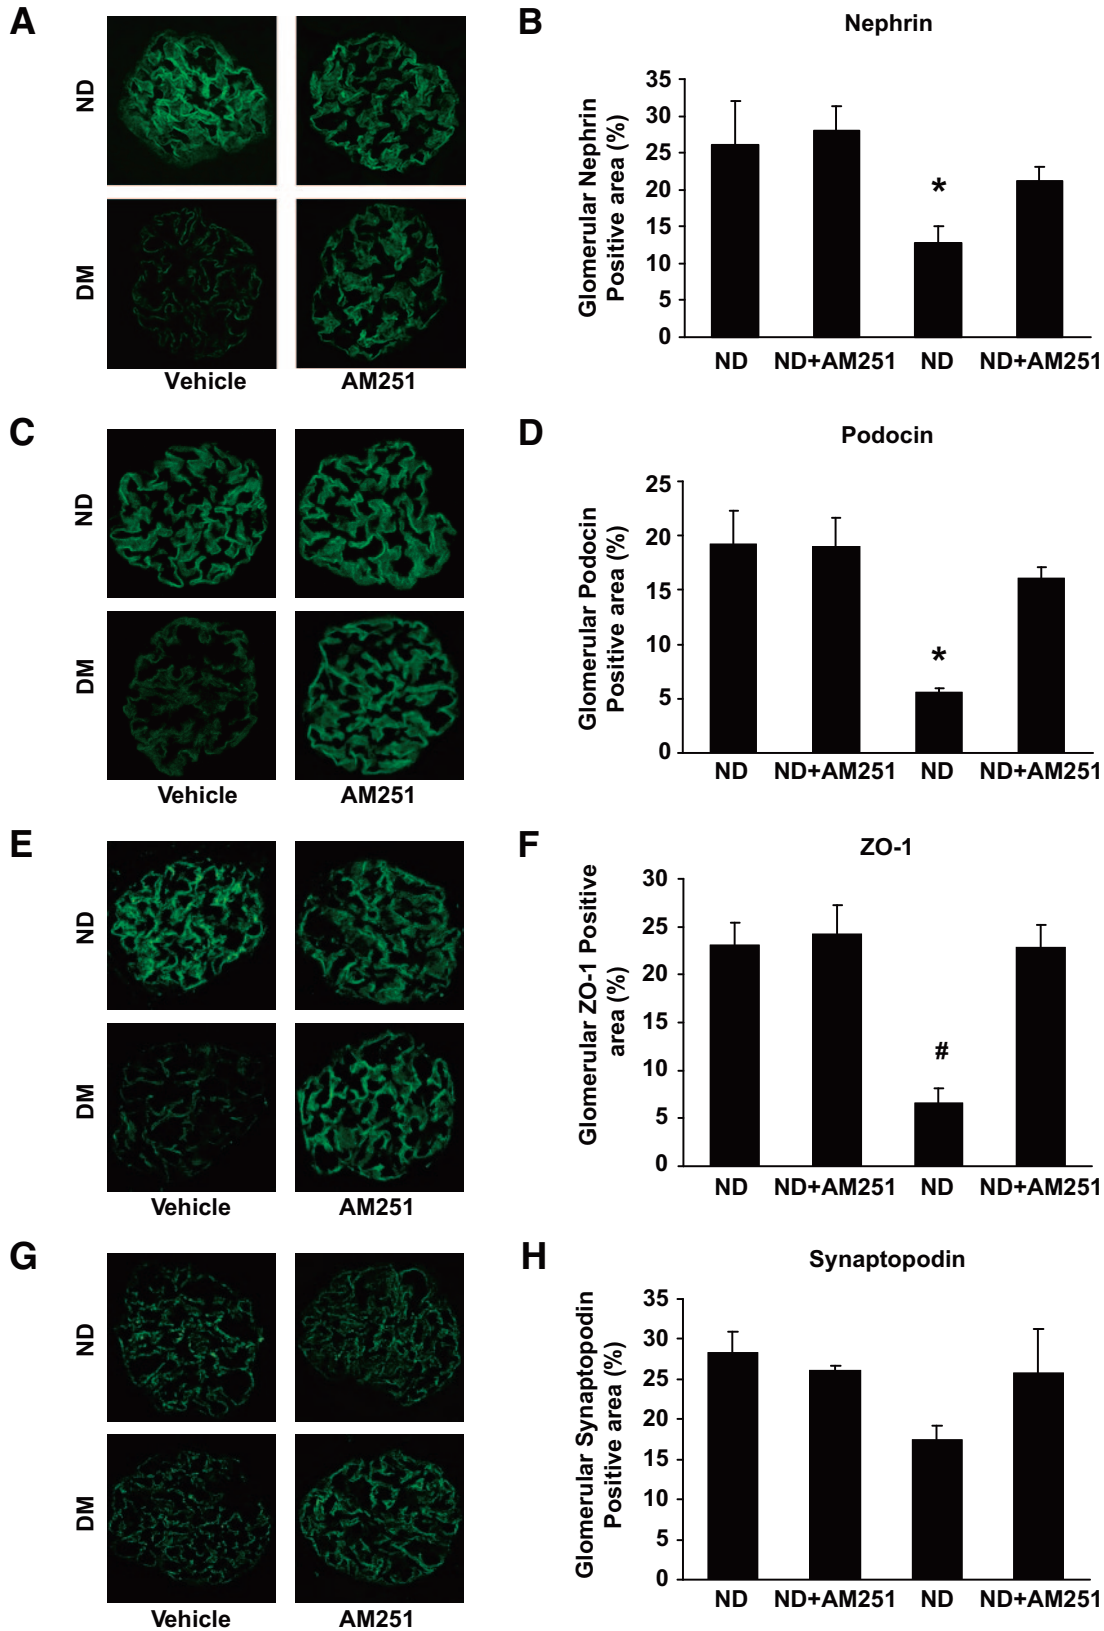 A
ND
DM
Vehicle AM251
B
Nephrin
Glomerular Nephrin
Positive area (%)
35
30
25
20
15
10
5
0
*
ND ND+AM251 ND ND+AM251
C
ND
DM
Vehicle AM251
D
Podocin
Glomerular Podocin
Positive area (%)
25
20
15
10
5
0
*
ND ND+AM251 ND ND+AM251
E
ND
DM
Vehicle AM251
F
ZO-1
Glomerular ZO-1 Positive
area (%)
30
25
20
15
10
5
0
#
ND ND+AM251 ND ND+AM251
G
ND
DM
Vehicle AM251
H
Synaptopodin
Glomerular Synaptopodin
Positive area (%)
35
30
25
20
15
10
5
0
ND ND+AM251 ND ND+AM251